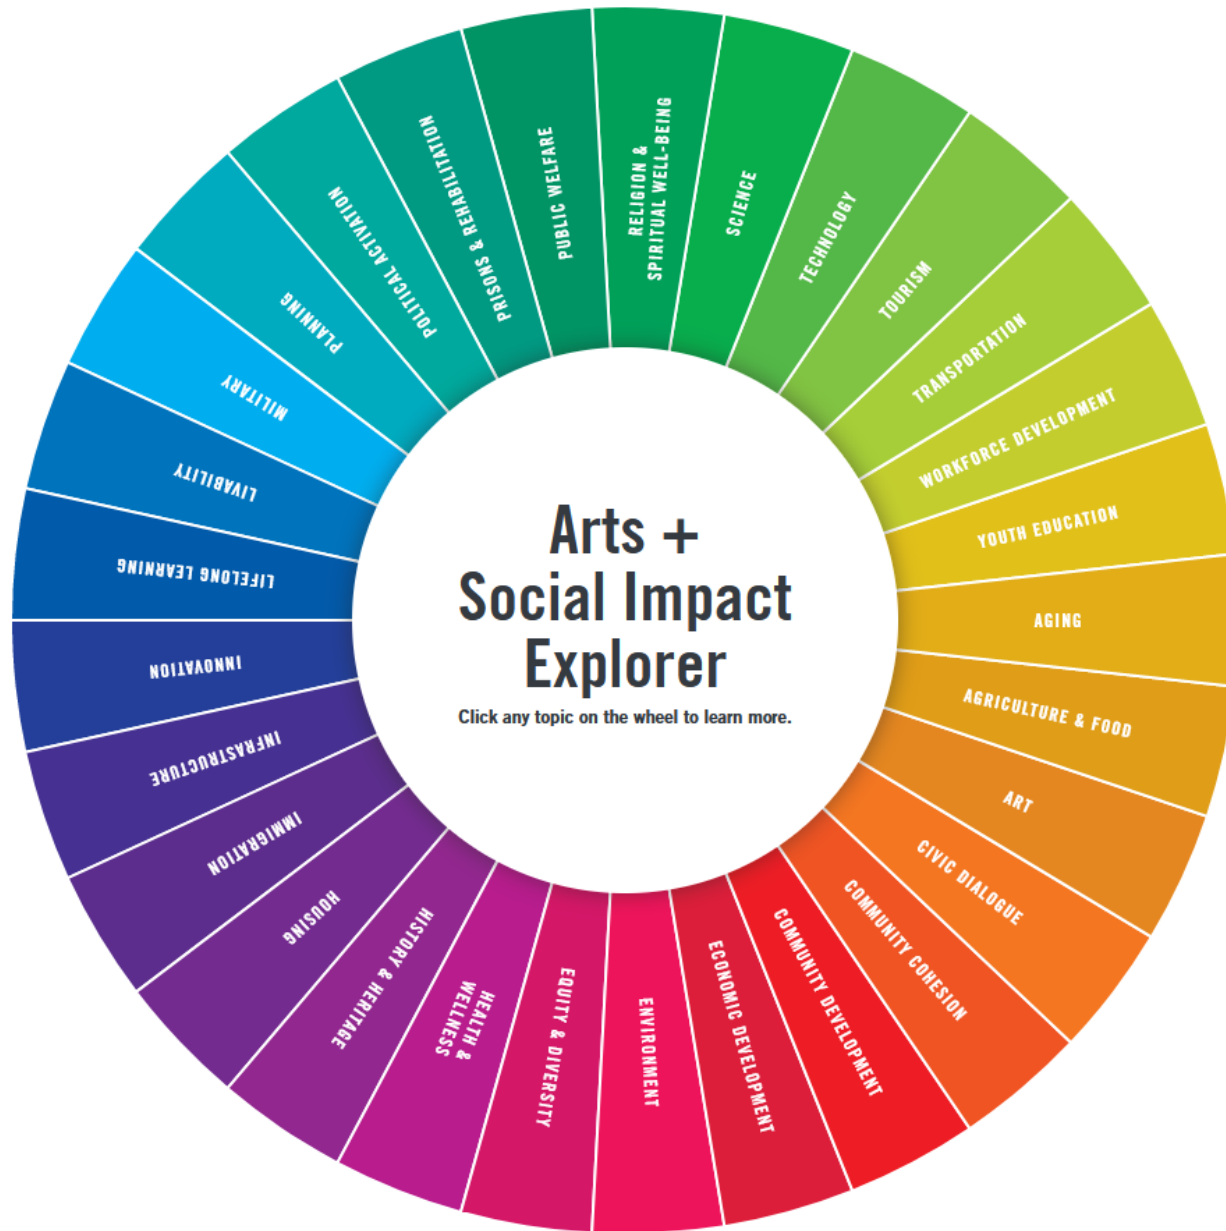 Arts +
Social Impact
Explorer
Click any topic on the wheel to learn more.
RELIGION &
SPIRITUAL WELL-BEING
SCIENCE
TECHNOLOGY
TOURISM
TRANSPORTATION
WORKFORCE DEVELOPMENT
YOUTH EDUCATION
AGING
AGRICULTURE & FOOD
ART
CIVIC DIALOGUE
COMMUNITY COHESION
COMMUNITY DEVELOPMENT
ECONOMIC DEVELOPMENT
ENVIRONMENT
EQUITY & DIVERSITY
HEALTH &
WELLNESS
HISTORY & HERITAGE
HOUSING
IMMIGRATION
INFRASTRUCTURE
INNOVATION
LIFELONG LEARNING
LIVABILITY
MILITARY
PLANNING
POLITICAL ACTIVATION
PRISONS & REHABILITATION
PUBLIC WELFARE